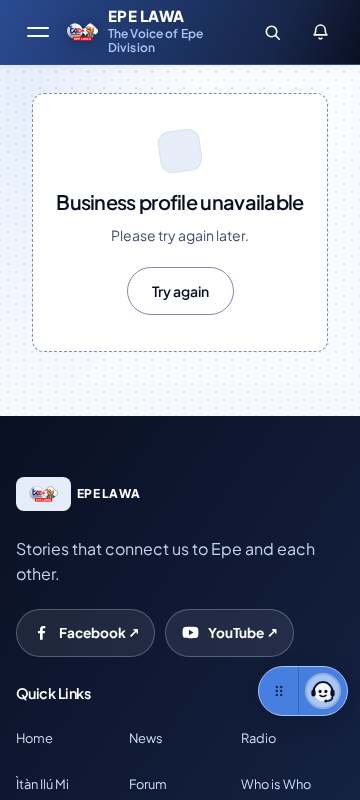 EPE LAWA
The Voice of Epe
Division
Business profile unavailable
Please try again later.
Try again
EPE LAWA
Stories that connect us to Epe and each
other.
Facebook ↗ YouTube ↗
Quick Links
Home News Radio
Ìtàn Ilú Mi Forum Who is Who